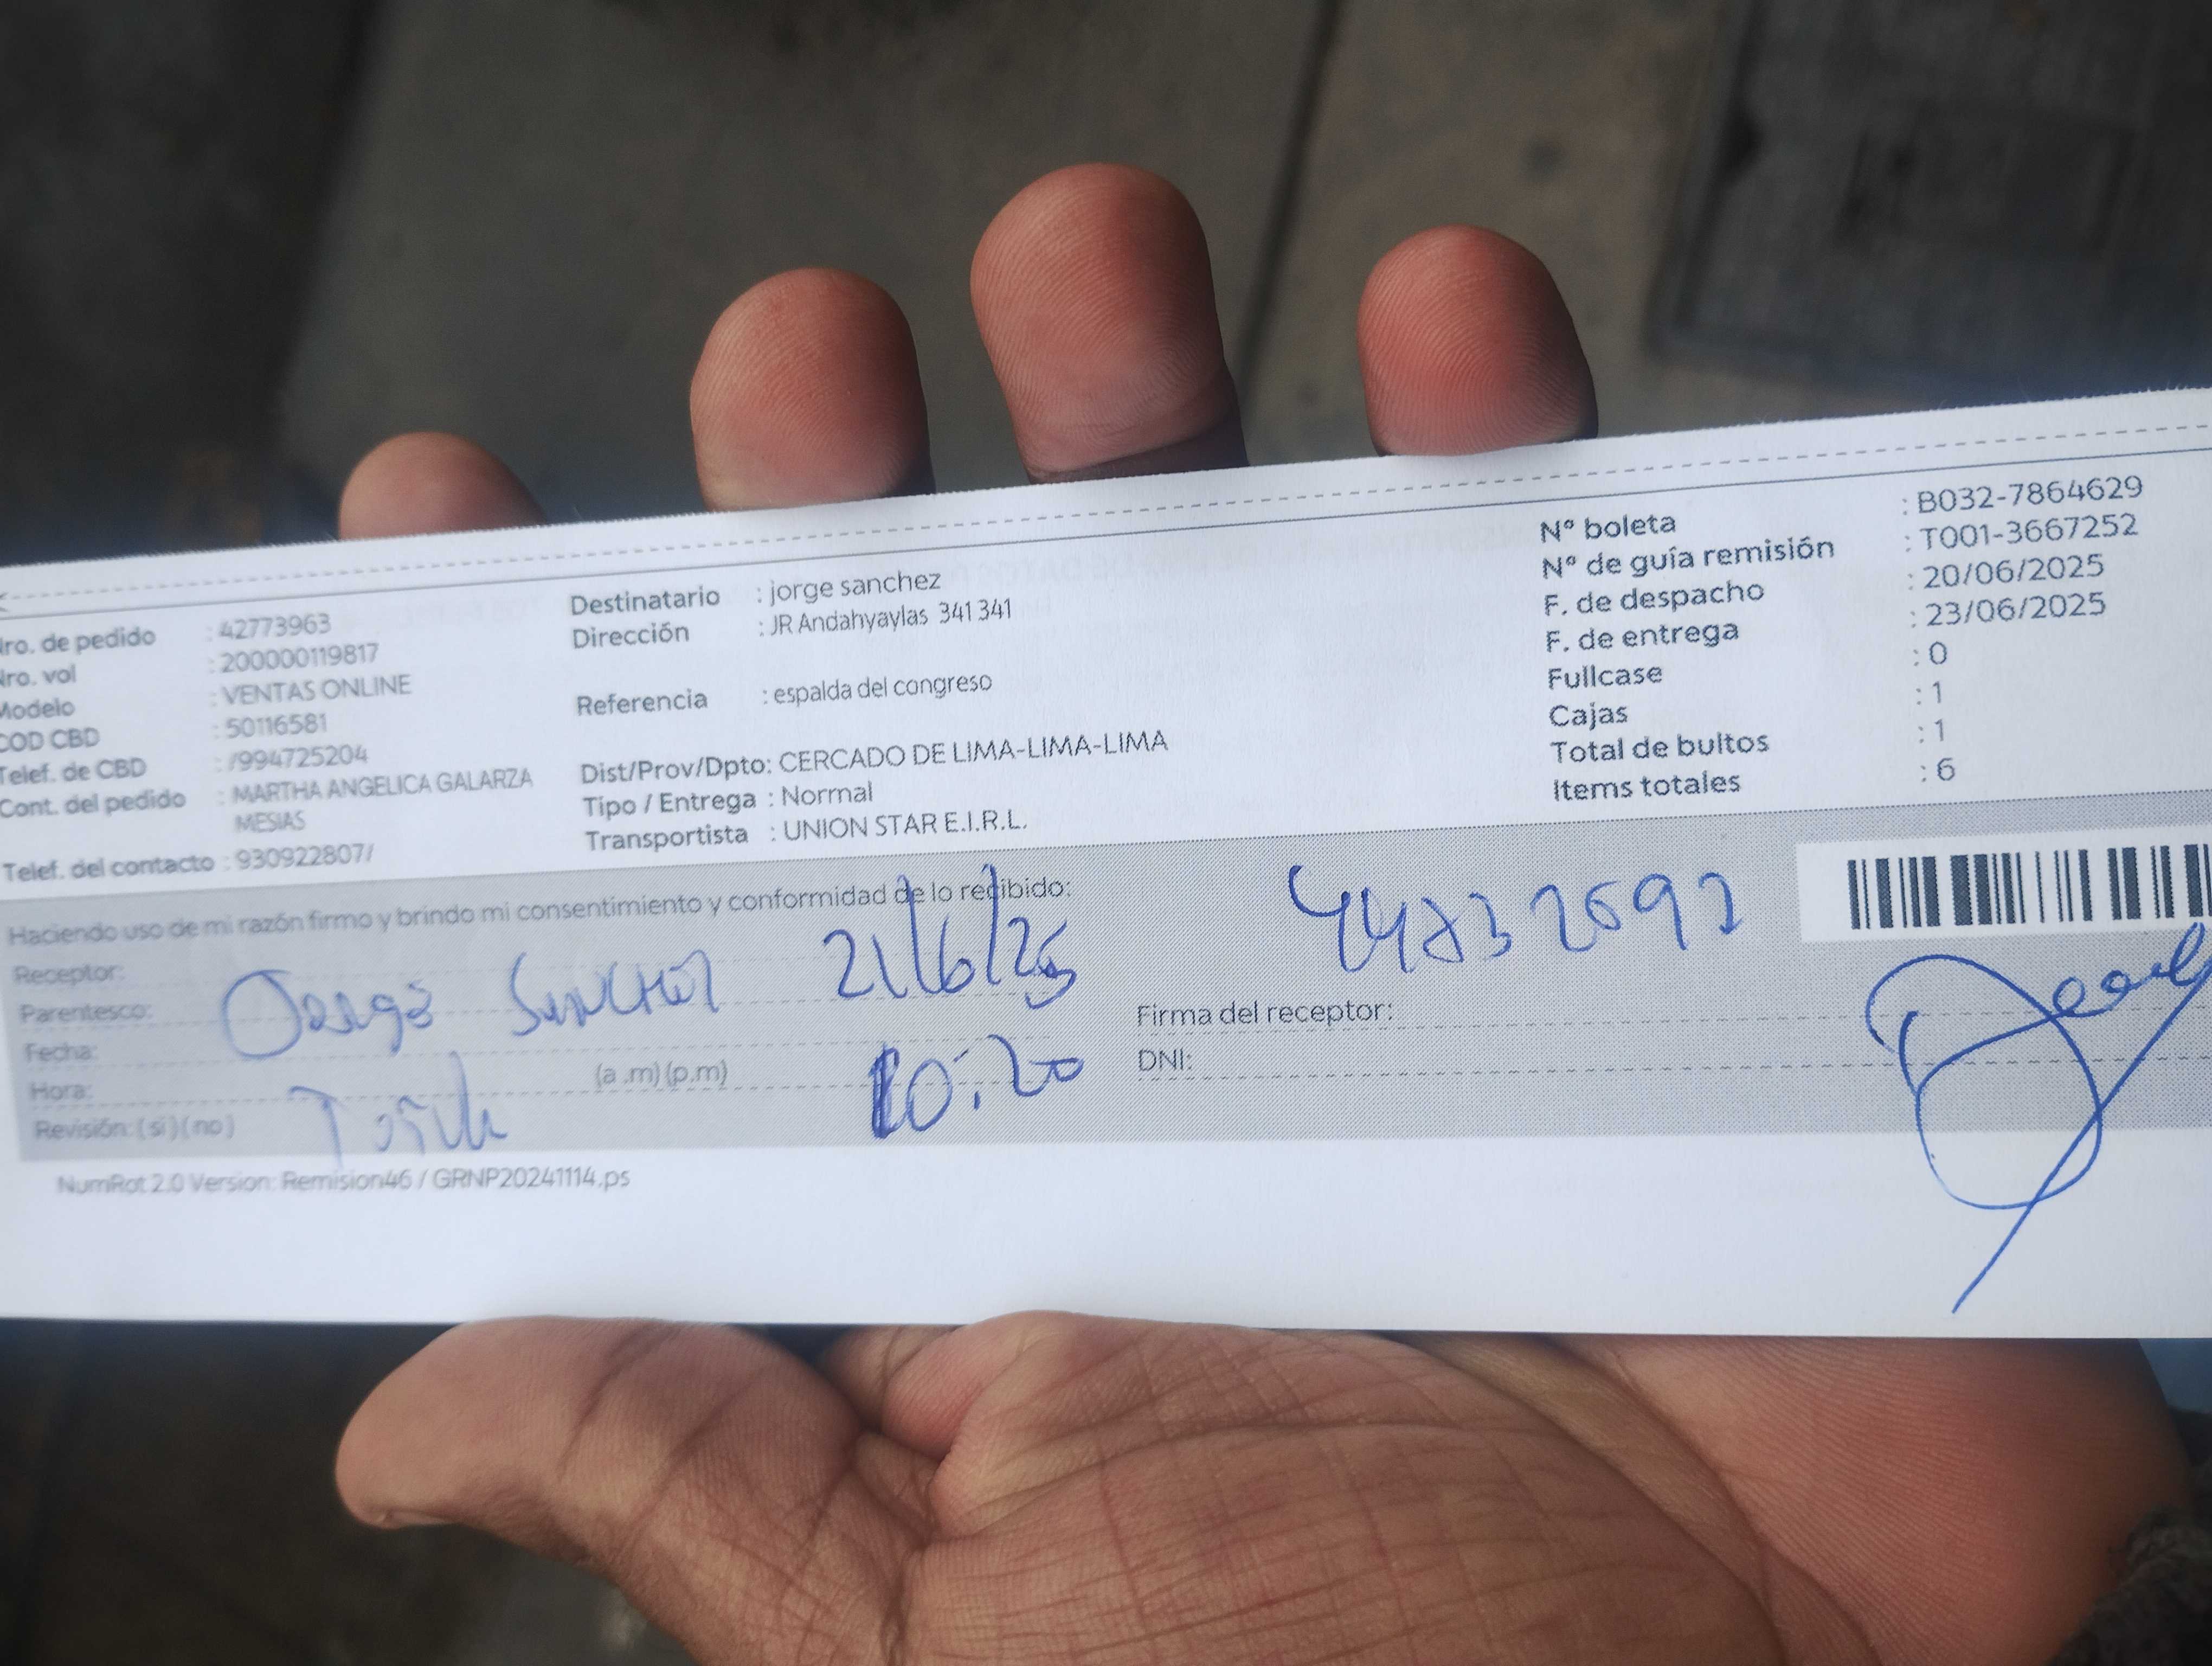 Nro. de pedido : 42773963
Nro. vol : 200000119817
Modelo : VENTAS ONLINE
COD CBD : 50116581
Telef. de CBD : /994725204
Cont. del pedido : MARTHA ANGELICA GALARZA
MESIAS
Telef. del contacto : 930922807/
Destinatario : jorge sanchez
Dirección : JR Andahyaylas 341 341
Referencia : espalda del congreso
Dist/Prov/Dpto: CERCADO DE LIMA-LIMA-LIMA
Tipo / Entrega : Normal
Transportista : UNION STAR E.I.R.L.
N° boleta : B032-7864629
N° de guía remisión : T001-3667252
F. de despacho : 20/06/2025
F. de entrega : 23/06/2025
Fullcase : 0
Cajas : 1
Total de bultos : 1
Items totales : 6
Haciendo uso de mi razón firmo y brindo mi consentimiento y conformidad de lo recibido:
Receptor:
Parentesco: Jorge Sanchez 21/6/25
Fecha:
Hora: (a.m) (p.m) 10:20
Revisión: ( si ) ( no )
Firma del receptor:
DNI:
NumRot 2.0 Version: Remision46 / GRNP20241114.ps